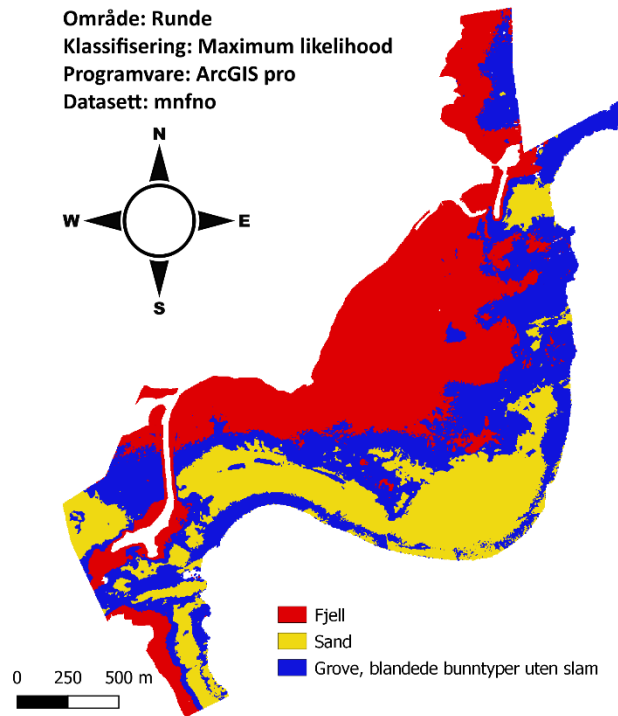 Område: Runde
Klassifisering: Maximum likelihood
Programvare: ArcGIS pro
Datasett: mnfno
N
W E
S
Fjell
Sand
Grove, blandede bunntyper uten slam
0 250 500 m